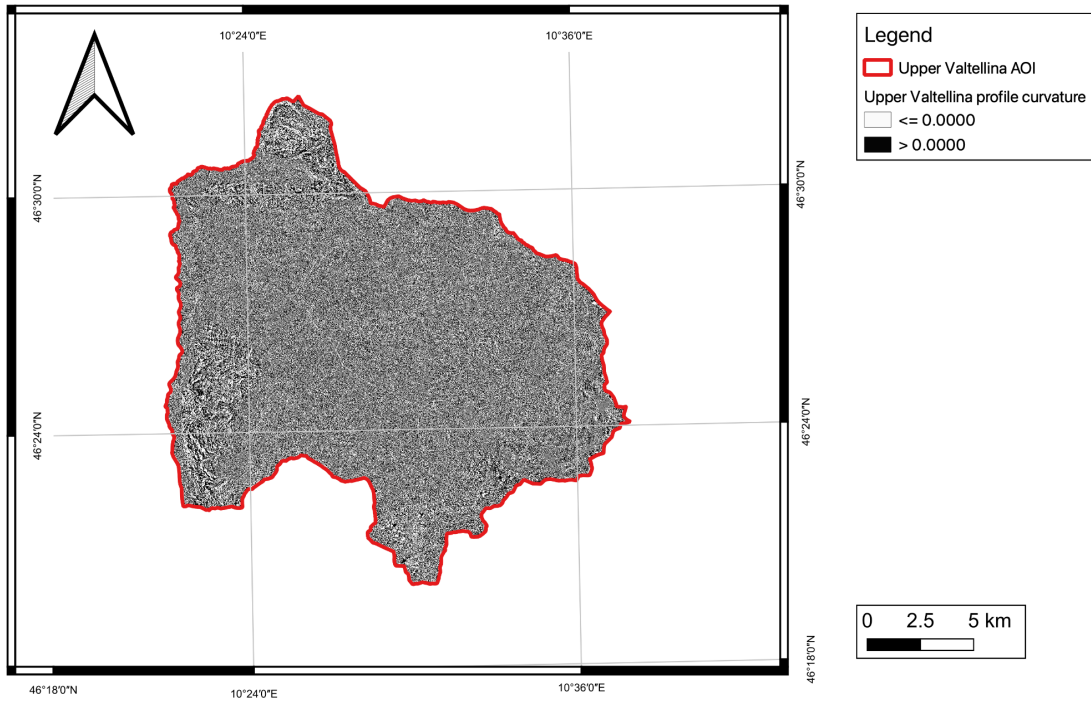 10°24'0"E
10°36'0"E
46°30'0"N
46°30'0"N
46°24'0"N
46°24'0"N
46°18'0"N
46°18'0"N
10°24'0"E
10°36'0"E
Legend
Upper Valtellina AOI
Upper Valtellina profile curvature
<= 0.0000
> 0.0000
0 2.5 5 km